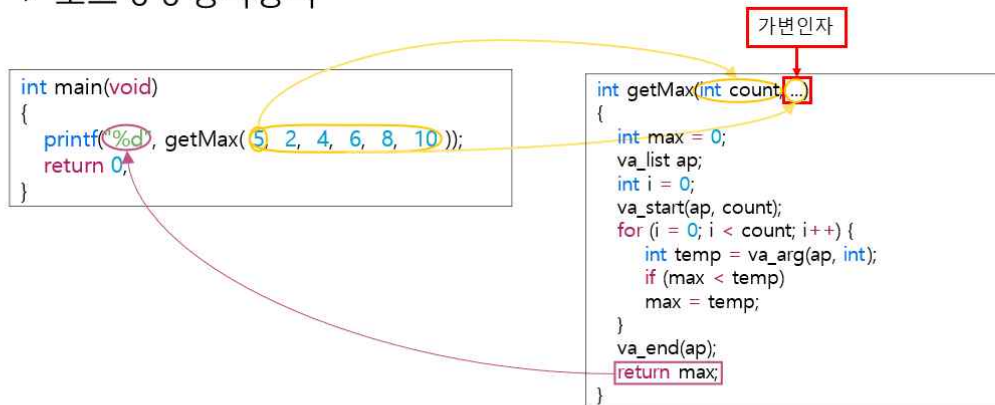 가변인자
int main(void)
{
printf("%d", getMax( 5, 2, 4, 6, 8, 10 ));
return 0;
}
int getMax(int count, ...)
{
int max = 0;
va_list ap;
int i = 0;
va_start(ap, count);
for (i = 0; i < count; i++) {
int temp = va_arg(ap, int);
if (max < temp)
max = temp;
}
va_end(ap);
return max;
}